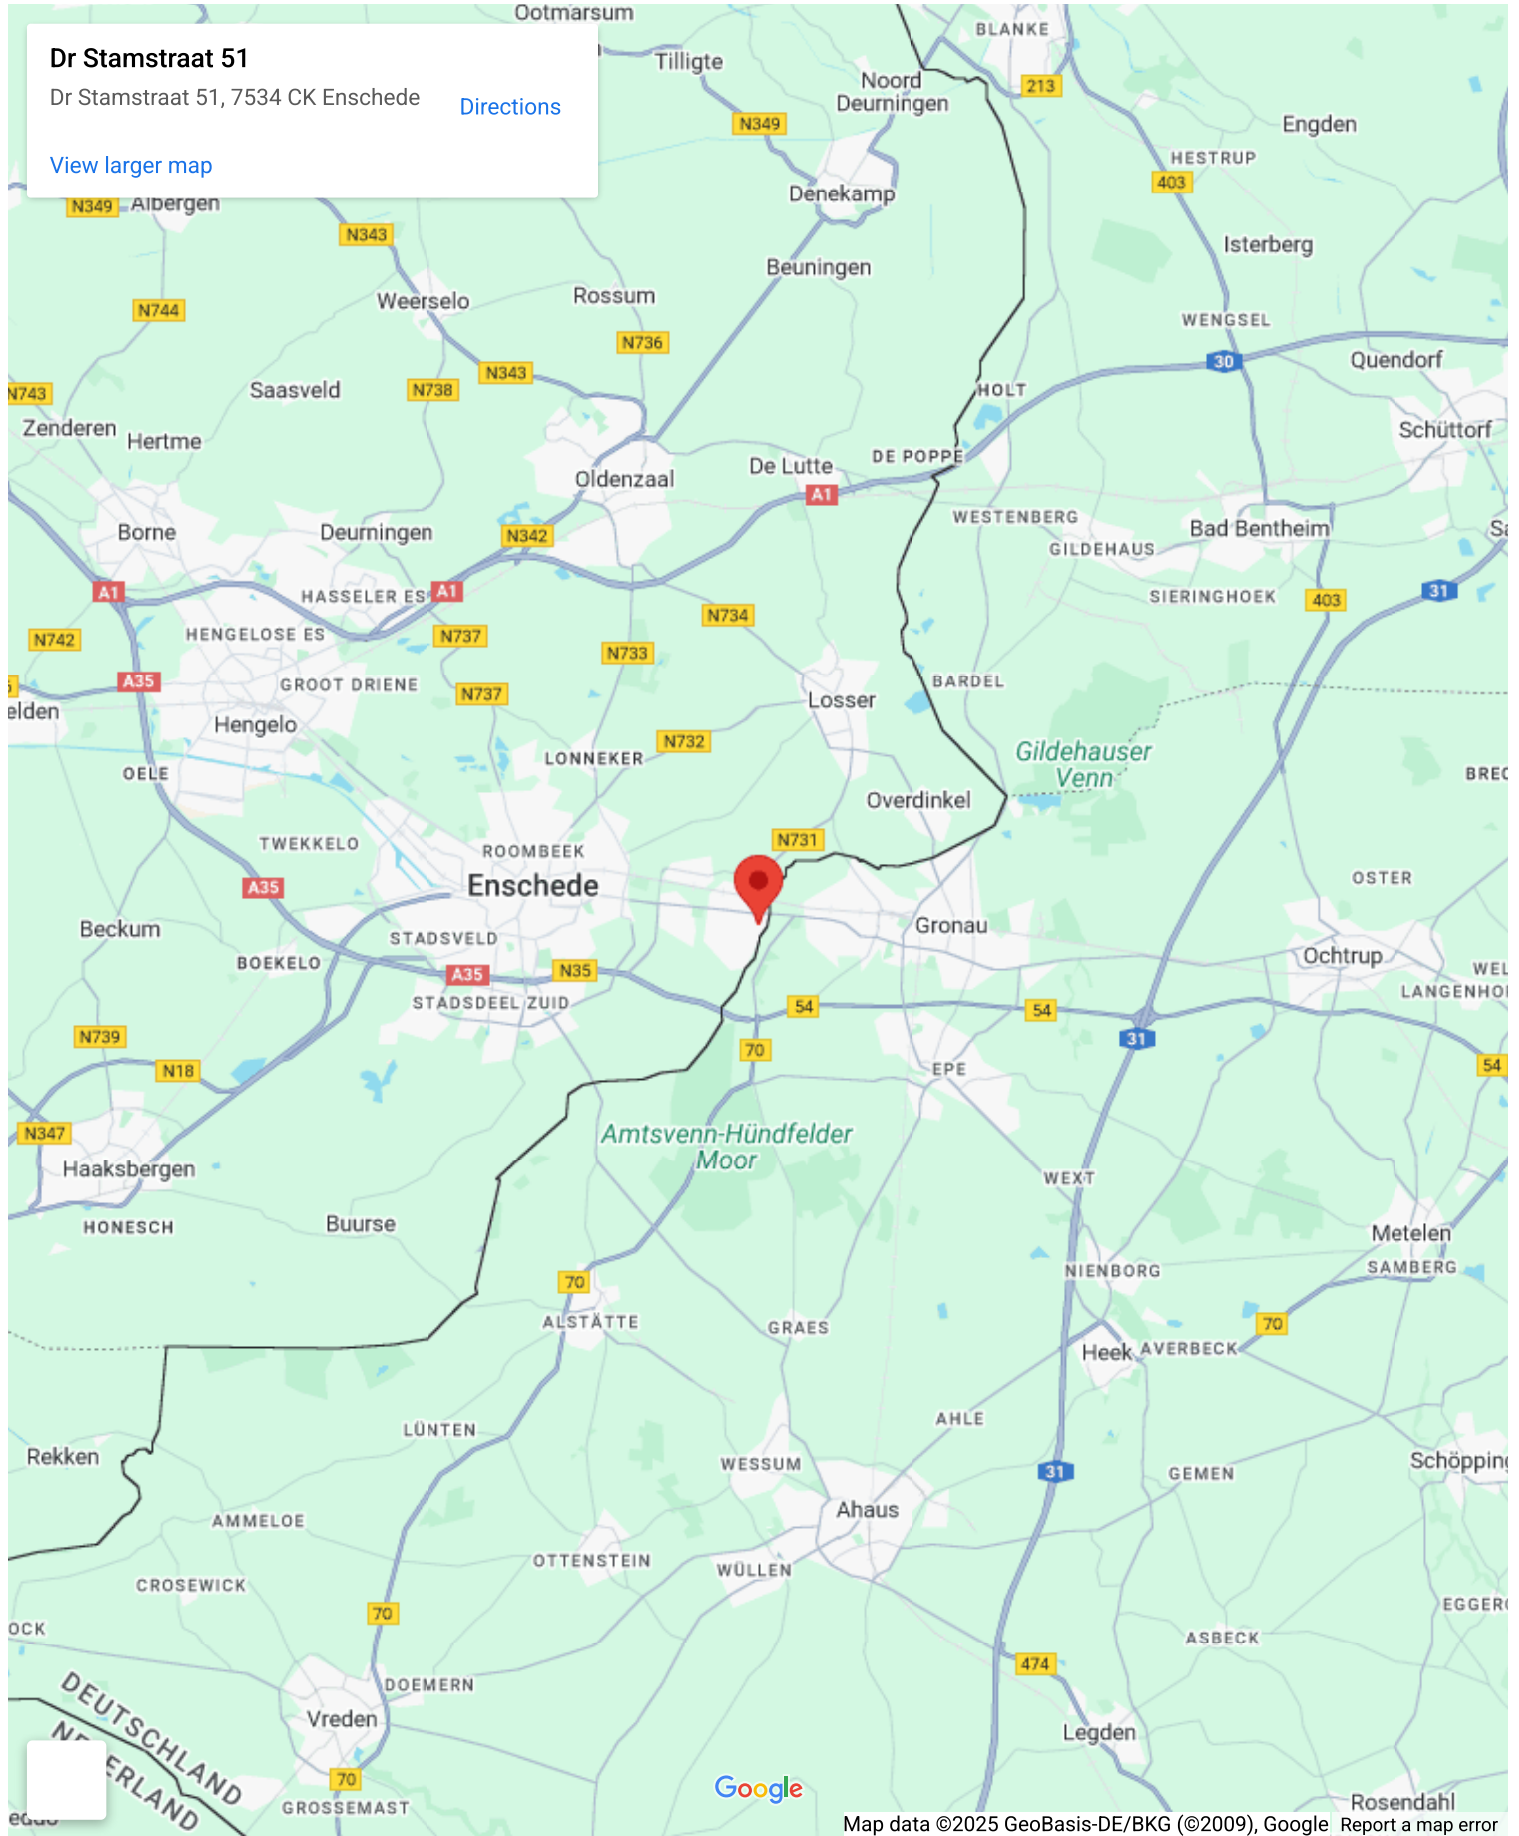 Dr Stamstraat 51
Dr Stamstraat 51, 7534 CK Enschede
Directions
View larger map
Ootmarsum
BLANKE
Tilligte
Noord
Deurningen
213
N349
Engden
HESTRUP
403
Denekamp
N349
Albergen
N343
Isterberg
Beuningen
Weerselo
Rossum
N744
WENGSEL
N736
30
Quendorf
N343
N743
Saasveld
N738
HOLT
Zenderen
Hertme
Schüttorf
DE POPPE
De Lutte
Oldenzaal
A1
WESTENBERG
Borne
Deurningen
N342
Bad Bentheim
GILDEHAUS
A1
HASSELER ES
A1
SIERINGHOEK
403
31
N734
HENGELOSE ES
N742
N737
N733
A35
GROOT DRIENE
N737
BARDEL
Losser
elden
Hengelo
N732
Gildehauser
Venn
LONNEKER
OELE
BREC
Overdinkel
N731
TWEKKELO
ROOMBEEK
A35
Enschede
OSTER
Beckum
Gronau
STADSVELD
BOEKELO
Ochtrup
A35
N35
WEL
LANGENHO
STADSDEEL ZUID
54
54
N739
31
70
N18
EPE
54
N347
Amtsvenn-Hündfelder
Moor
Haaksbergen
WEXT
HONESCH
Buurse
Metelen
NIENBORG
SAMBERG
70
ALSTÄTTE
GRAES
70
Heek
AVERBECK
AHLE
LÜNTEN
Rekken
WESSUM
Schöpping
31
GEMEN
Ahaus
AMMELOE
OTTENSTEIN
WÜLLEN
CROSEWICK
70
EGGER
OCK
ASBECK
474
DOEMERN
DEUTSCHLAND
Vreden
Legden
NEDERLAND
70
Google
GROSSEMAST
Rosendahl
Map data ©2025 GeoBasis-DE/BKG (©2009), Google
Report a map error